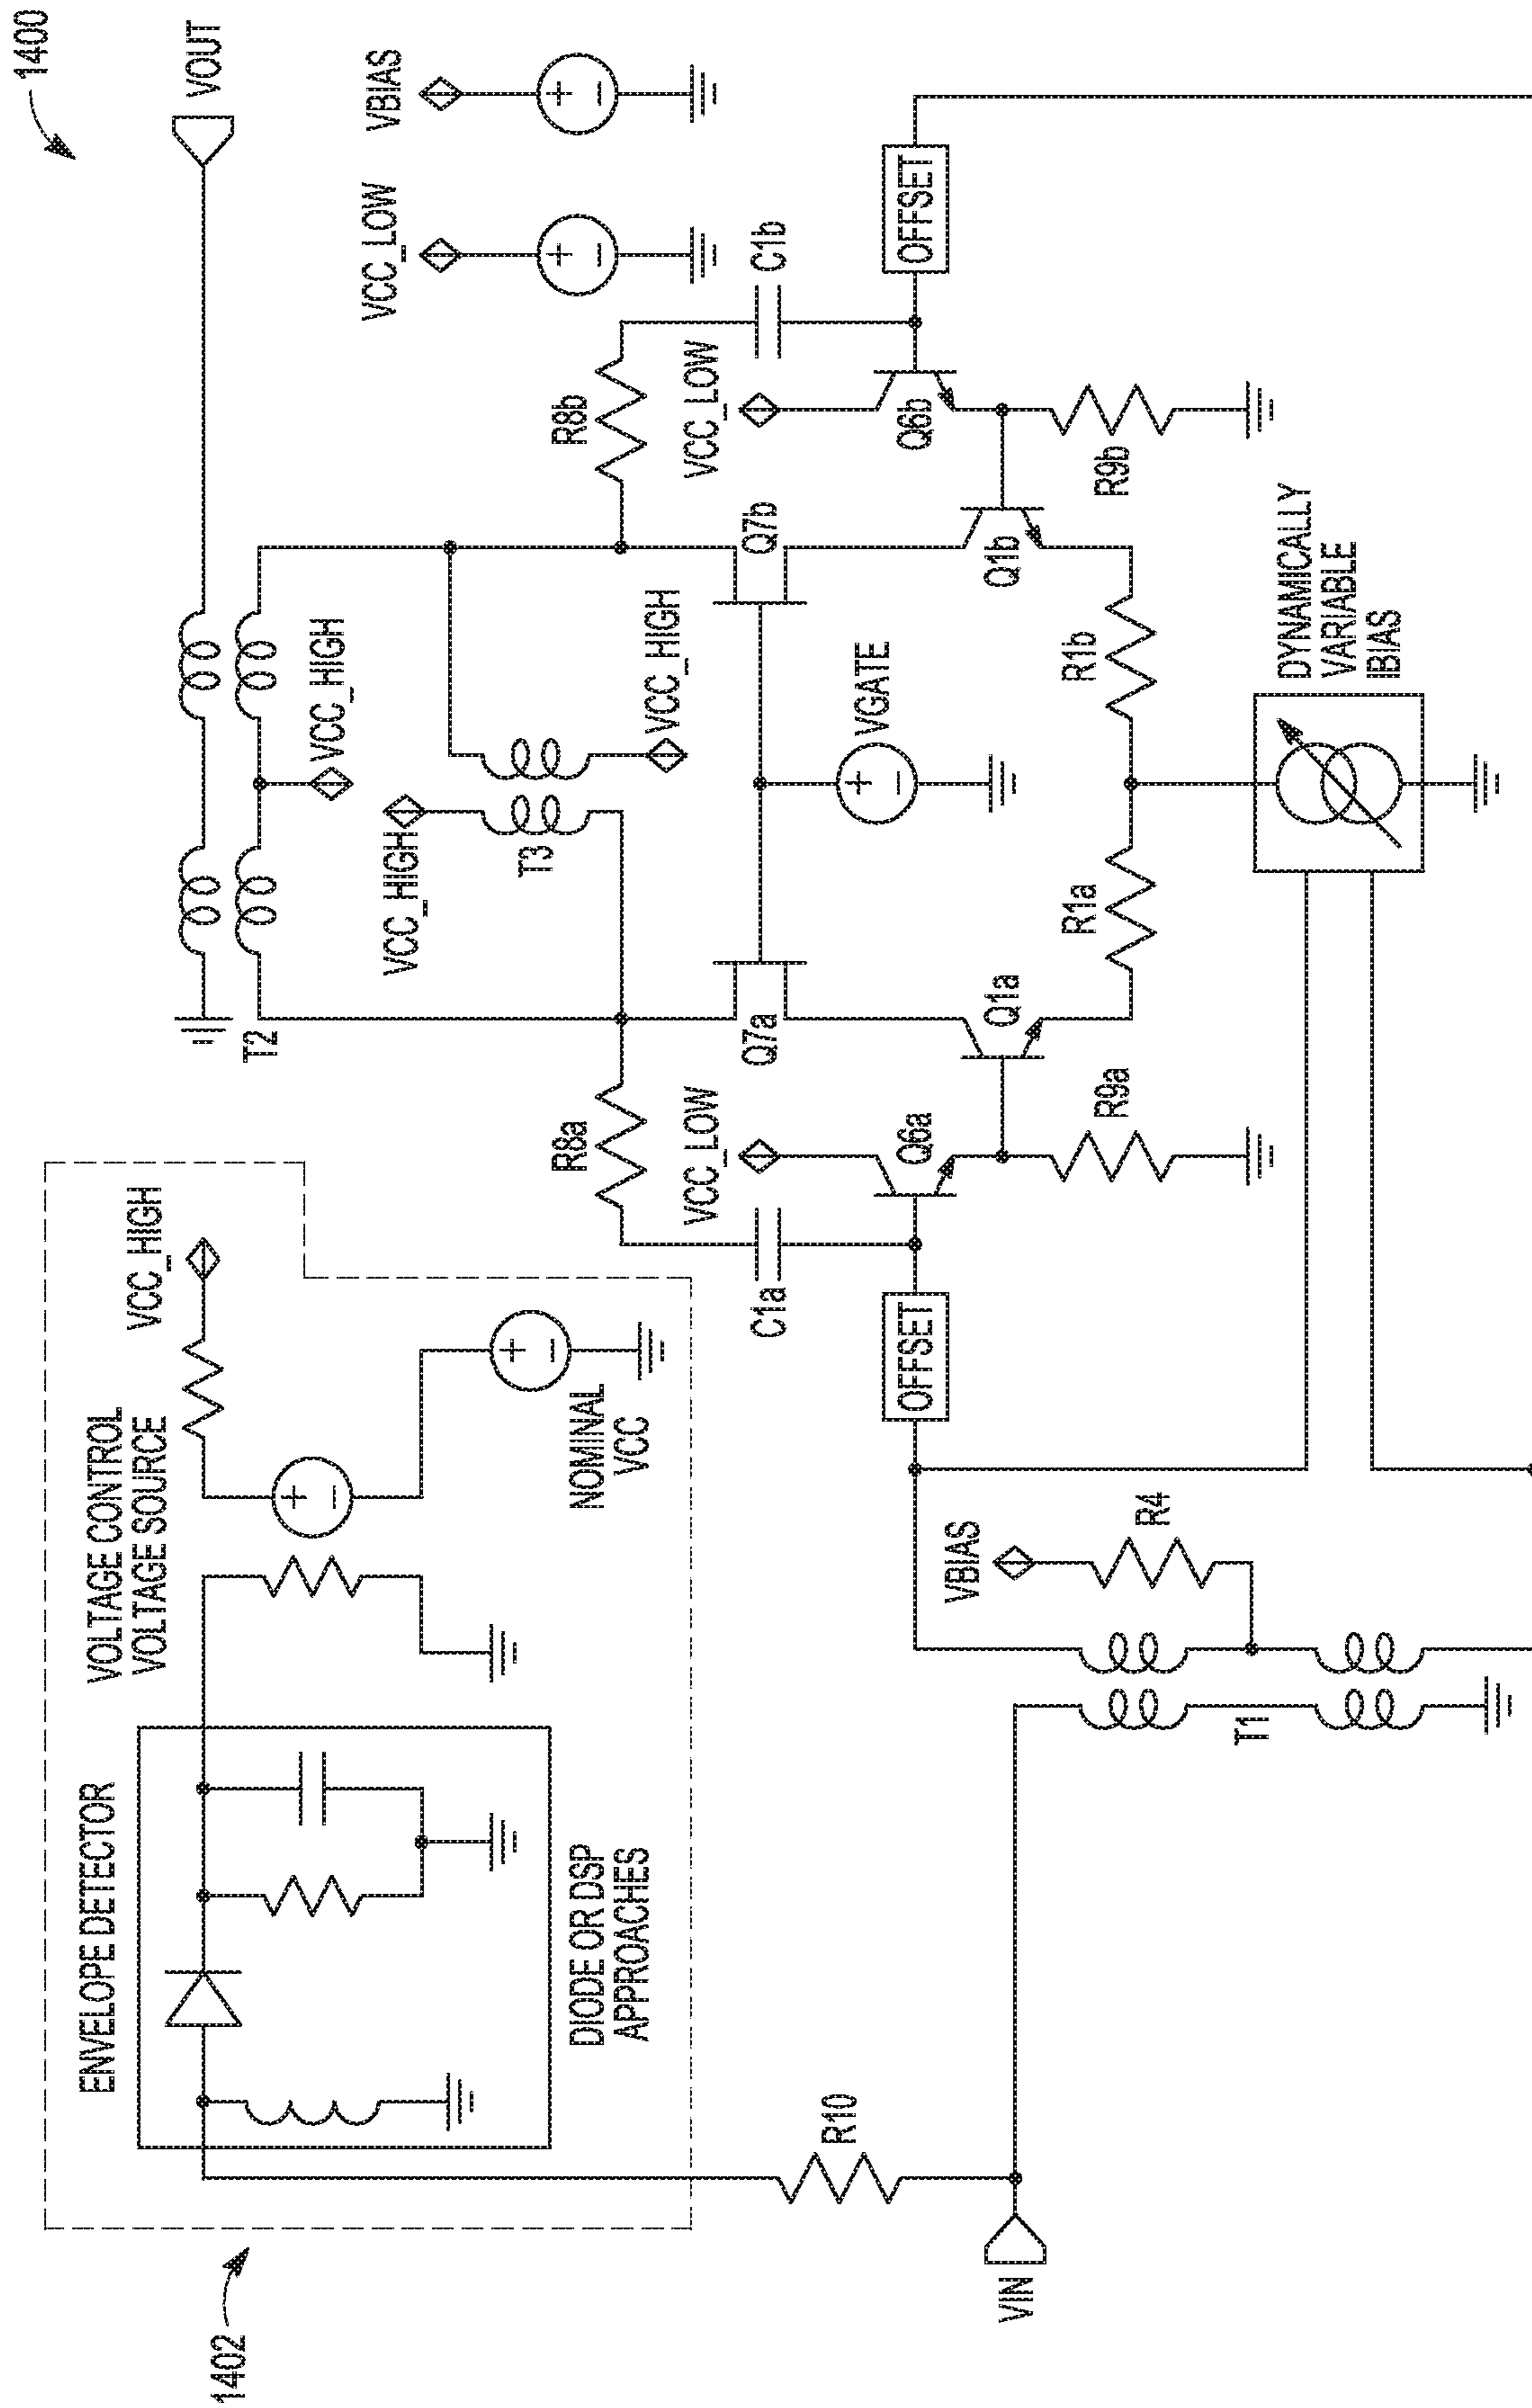 1400
1402
ENVELOPE DETECTOR
DIODE OR DSP
APPROACHES
VOLTAGE CONTROL
VOLTAGE SOURCE
VCC_HIGH
NOMINAL
VCC
VOUT
T2
VCC_HIGH
VCC_HIGH
T3
VCC_HIGH
VCC_LOW
VBIAS
R8a
R8b
C1a
VCC_LOW
Q7a
Q7b
VCC_LOW
C1b
OFFSET
Q6a
VGATE
Q6b
OFFSET
Q1a
Q1b
VIN
R10
VBIAS
R4
R9a
R1a
R1b
R9b
T1
DYNAMICALLY
VARIABLE
IBIAS